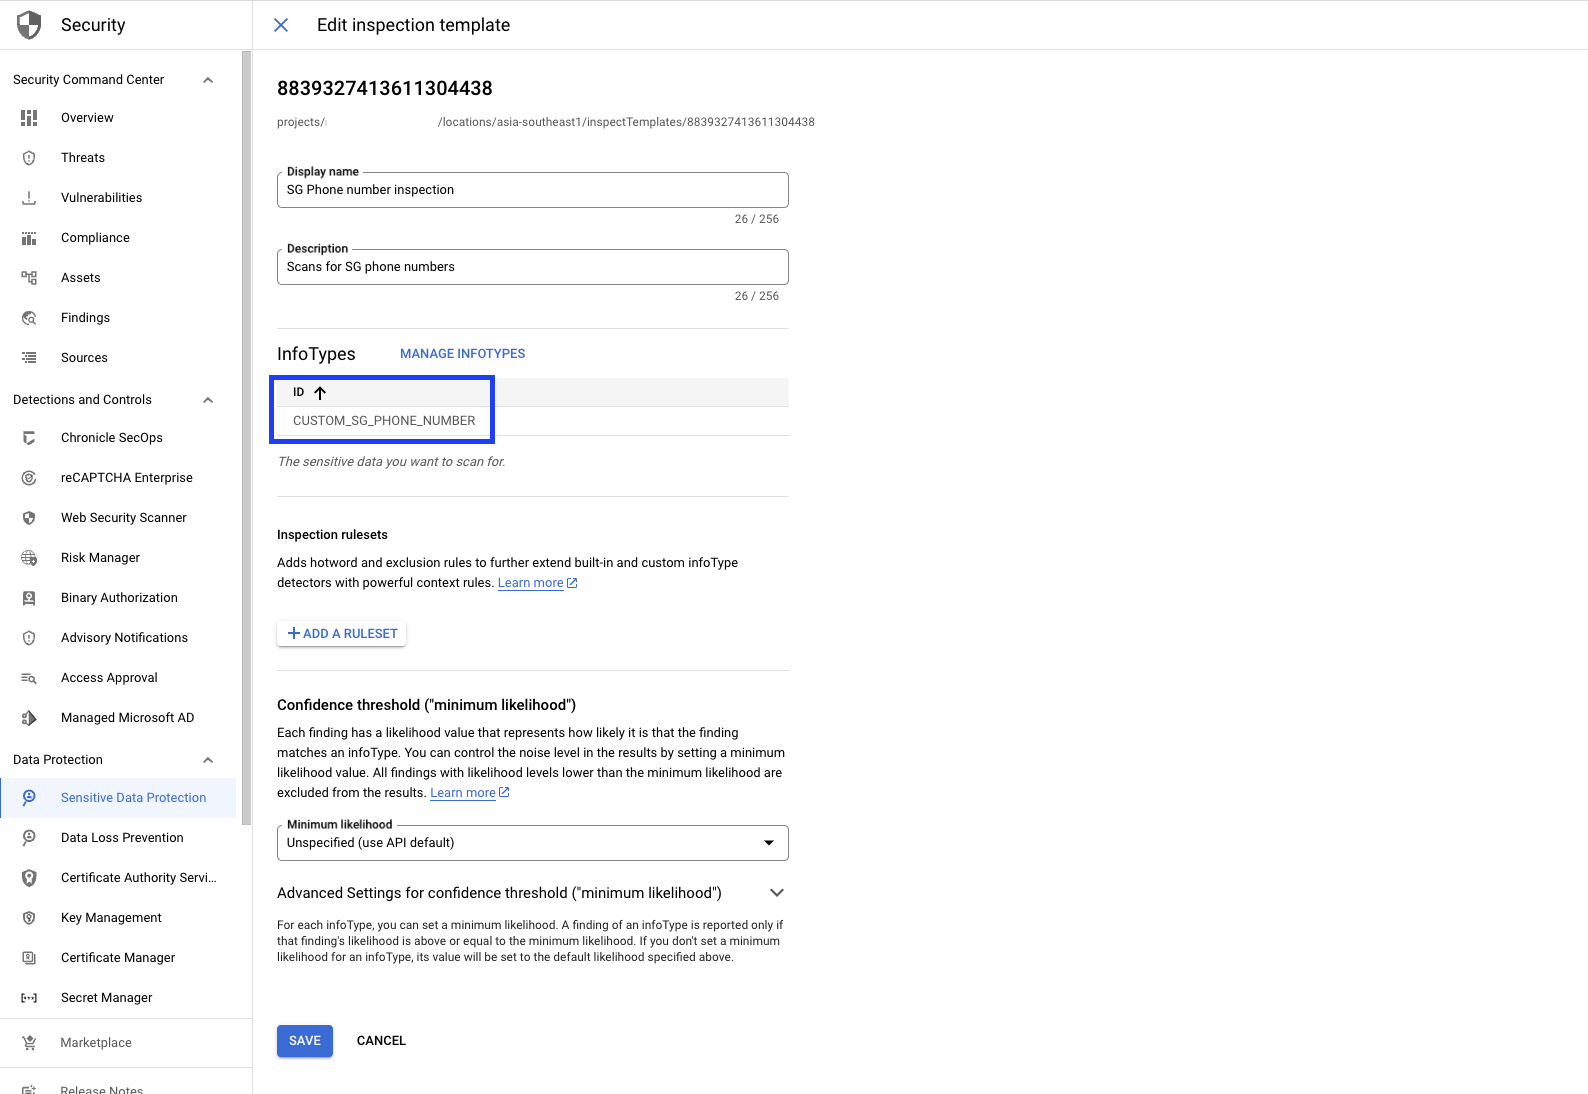 Security
Security Command Center
Overview
Threats
Vulnerabilities
Compliance
Assets
Findings
Sources
Detections and Controls
Chronicle SecOps
reCAPTCHA Enterprise
Web Security Scanner
Risk Manager
Binary Authorization
Advisory Notifications
Access Approval
Managed Microsoft AD
Data Protection
Sensitive Data Protection
Data Loss Prevention
Certificate Authority Servi...
Key Management
Certificate Manager
Secret Manager
Marketplace
Release Notes
Edit inspection template
8839327413611304438
projects/ /locations/asia-southeast1/inspectTemplates/8839327413611304438
Display name
SG Phone number inspection
26 / 256
Description
Scans for SG phone numbers
26 / 256
InfoTypes MANAGE INFOTYPES
ID
CUSTOM_SG_PHONE_NUMBER
The sensitive data you want to scan for.
Inspection rulesets
Adds hotword and exclusion rules to further extend built-in and custom infoType
detectors with powerful context rules. Learn more
ADD A RULESET
Confidence threshold ("minimum likelihood")
Each finding has a likelihood value that represents how likely it is that the finding
matches an infoType. You can control the noise level in the results by setting a minimum
likelihood value. All findings with likelihood levels lower than the minimum likelihood are
excluded from the results. Learn more
Minimum likelihood
Unspecified (use API default)
Advanced Settings for confidence threshold ("minimum likelihood")
For each infoType, you can set a minimum likelihood. A finding of an infoType is reported only if
that finding's likelihood is above or equal to the minimum likelihood. If you don't set a minimum
likelihood for an infoType, its value will be set to the default likelihood specified above.
SAVE CANCEL